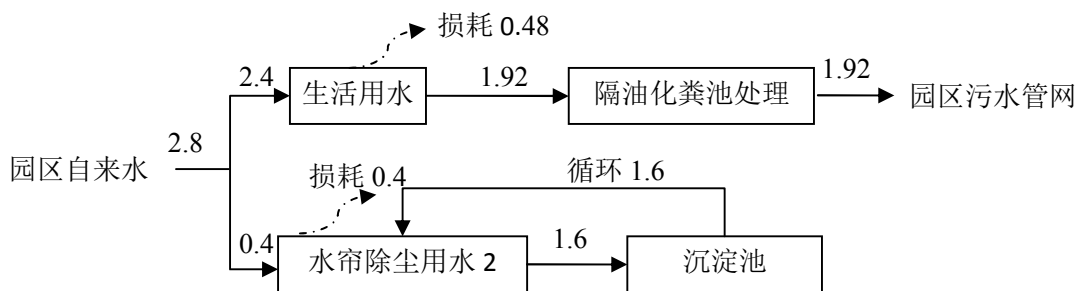 损耗 0.48
2.4
生活用水
1.92
隔油化粪池处理
1.92
园区污水管网
2.8
园区自来水
损耗 0.4
循环 1.6
0.4
水帘除尘用水 2
1.6
沉淀池